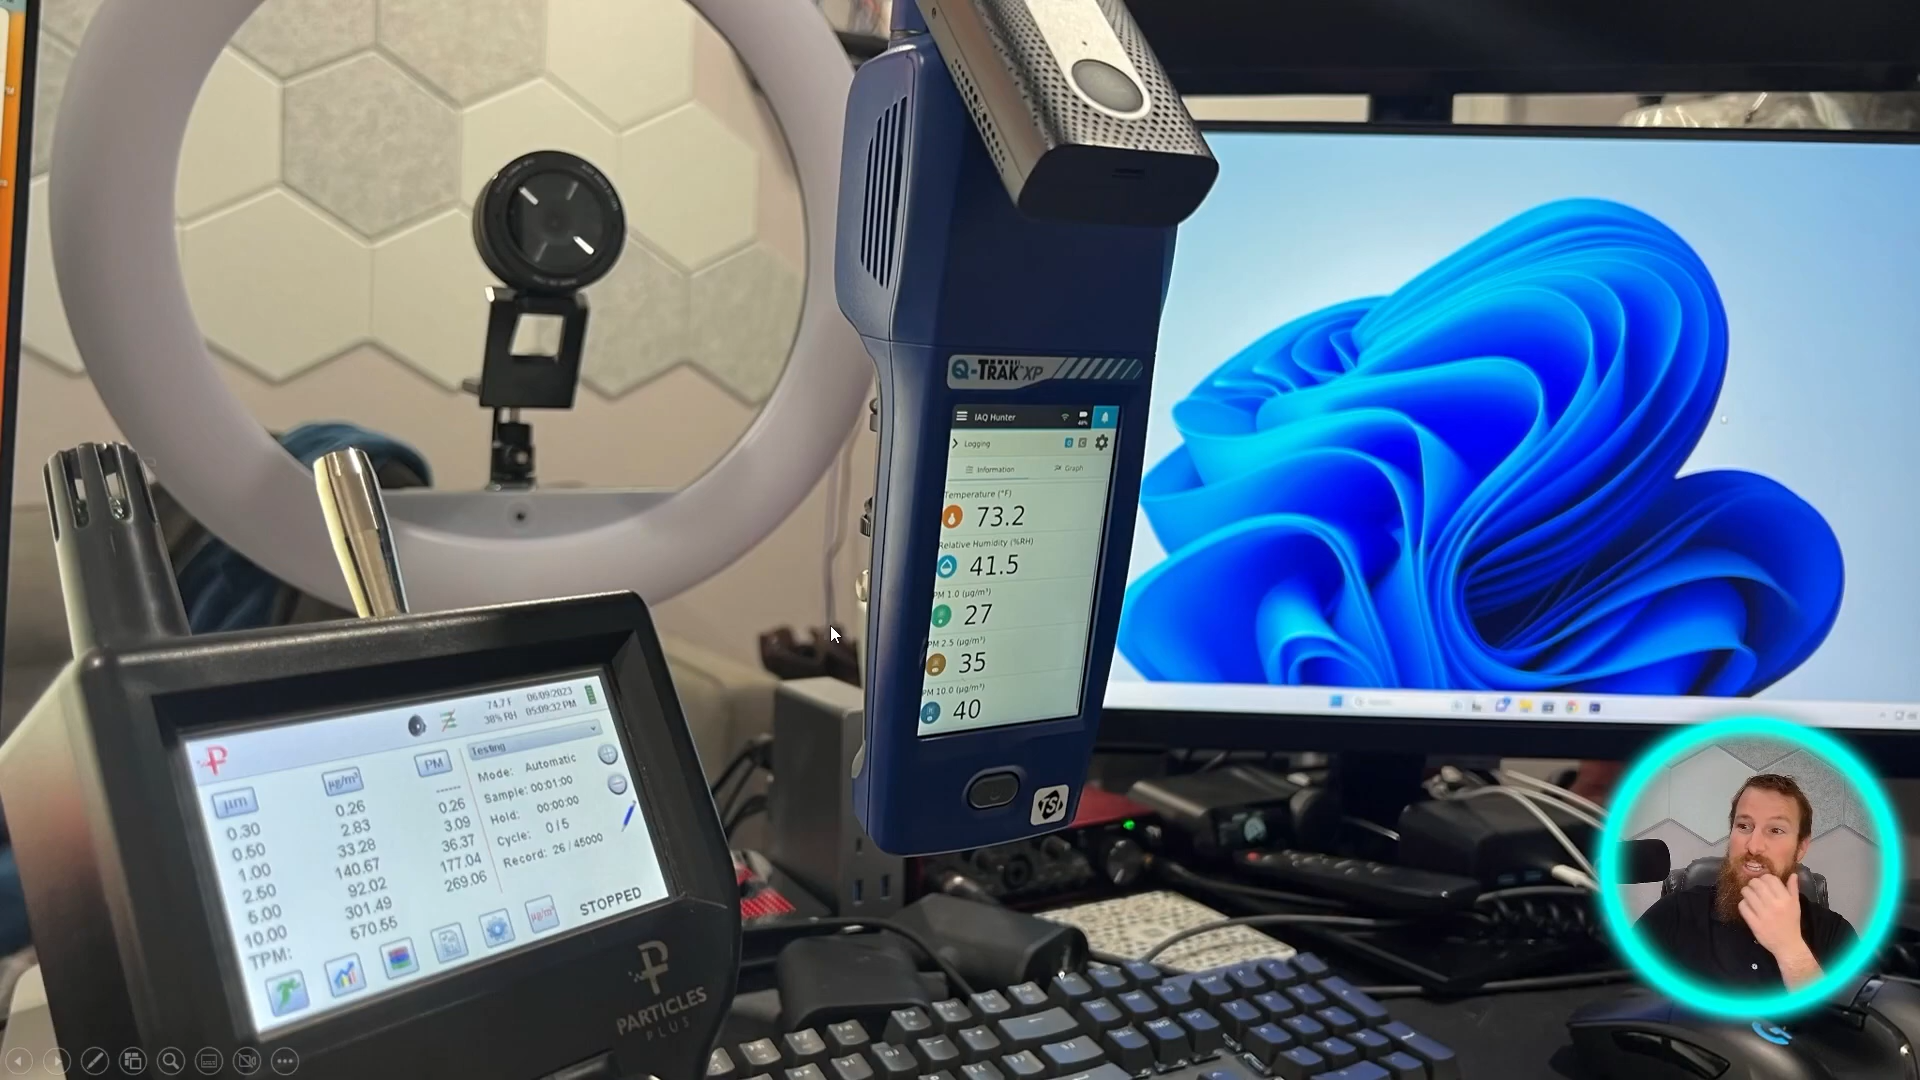 Q-TRAK XP
IAQ Hunter
Logging
Information
Graph
Temperature (°F)
73.2
Relative Humidity (%RH)
41.5
PM 1.0 (µg/m³)
27
PM 2.5 (µg/m³)
35
PM 10.0 (µg/m³)
40
TSI
74.7 F 06/09/2023
38% RH 05:09:32 PM
µm µg/m³ PM
0.30 0.26 ------
0.50 2.83 0.26
1.00 33.28 3.09
2.50 140.67 36.37
5.00 92.02 177.04
10.00 301.49 269.06
TPM: 570.55
Testing
Mode: Automatic
Sample: 00:01:00
Hold: 00:00:00
Cycle: 0 / 5
Record: 26 / 45000
µg/m³
STOPPED
PARTICLES
PLUS